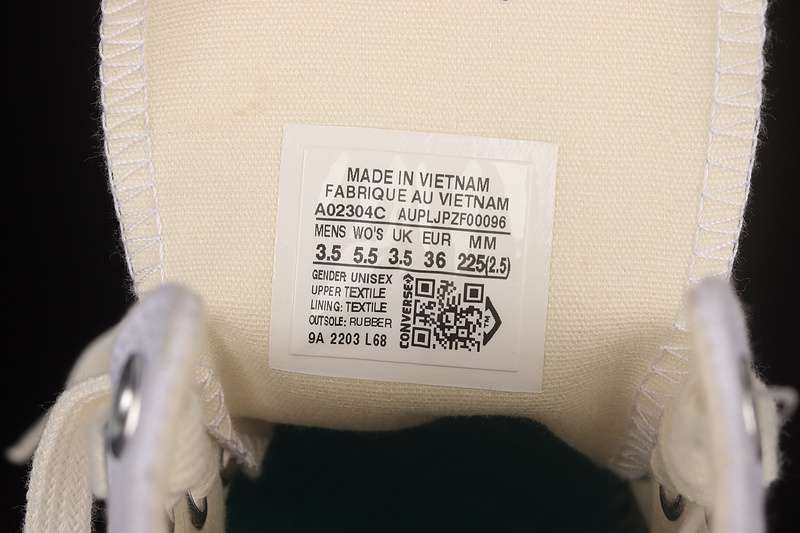 MADE IN VIETNAM
FABRIQUE AU VIETNAM
A02304C AUPLJPZF00096
MENS WO'S UK EUR MM
3.5 5.5 3.5 36 225(2.5)
GENDER: UNISEX
UPPER TEXTILE
LINING: TEXTILE
OUTSOLE: RUBBER
9A 2203 L68
CONVERSE
TM